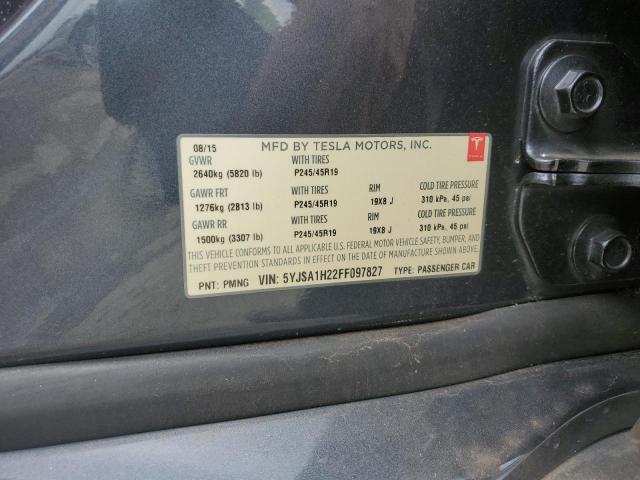 08/15 MFD BY TESLA MOTORS, INC.
GVWR WITH TIRES
2640kg (5820 lb) P245/45R19
GAWR FRT WITH TIRES RIM COLD TIRE PRESSURE
1276kg (2813 lb) P245/45R19 19X8 J 310 kPa, 45 psi
GAWR RR WITH TIRES RIM COLD TIRE PRESSURE
1500kg (3307 lb) P245/45R19 19X8 J 310 kPa, 45 psi
THIS VEHICLE CONFORMS TO ALL APPLICABLE U.S. FEDERAL MOTOR VEHICLE SAFETY, BUMPER, AND
THEFT PREVENTION STANDARDS IN EFFECT ON THE DATE OF MANUFACTURE SHOWN ABOVE.
PNT: PMNG VIN: 5YJSA1H22FF097827 TYPE: PASSENGER CAR